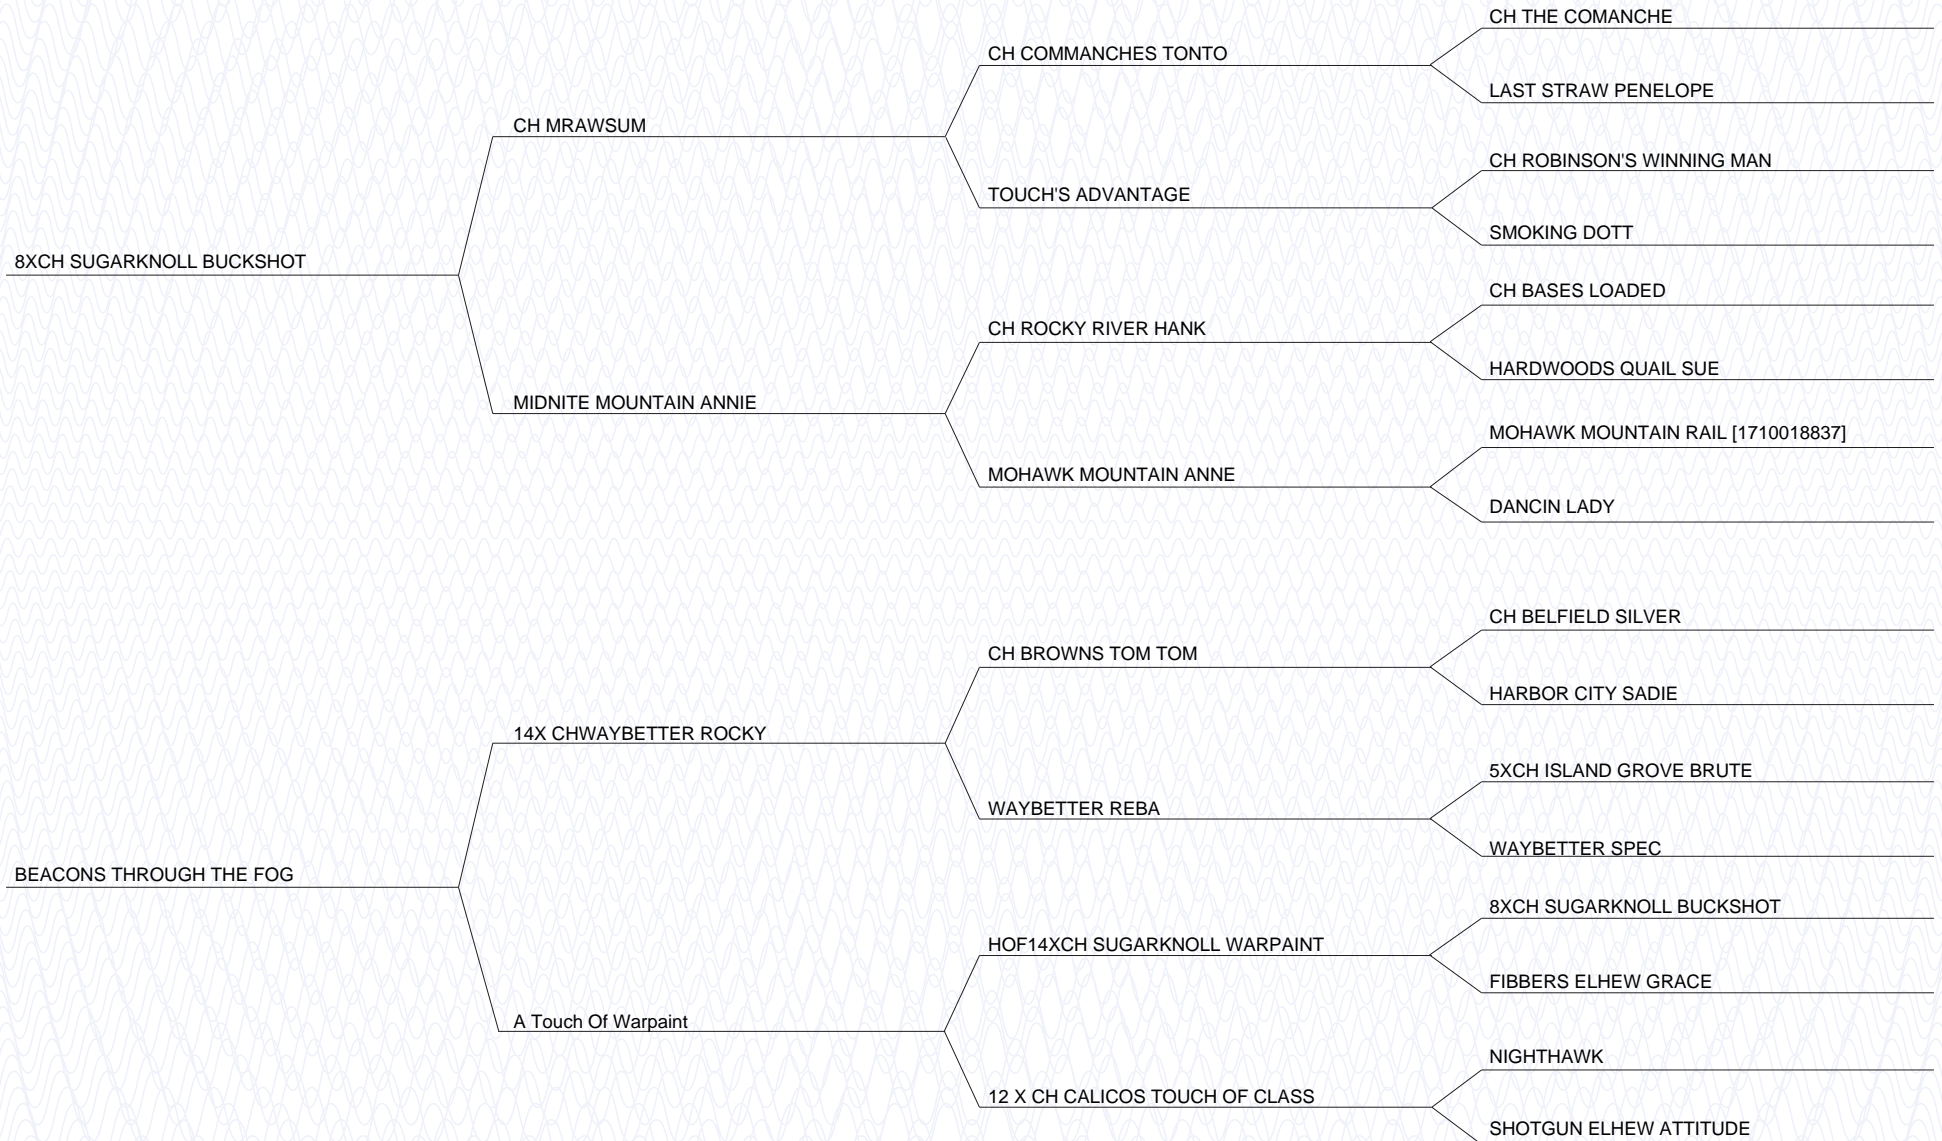 CH THE COMANCHE
CH COMMANCHES TONTO
LAST STRAW PENELOPE
CH MRAWSUM
CH ROBINSON'S WINNING MAN
TOUCH'S ADVANTAGE
SMOKING DOTT
8XCH SUGARKNOLL BUCKSHOT
CH BASES LOADED
CH ROCKY RIVER HANK
HARDWOODS QUAIL SUE
MIDNITE MOUNTAIN ANNIE
MOHAWK MOUNTAIN RAIL [1710018837]
MOHAWK MOUNTAIN ANNE
DANCIN LADY
CH BELFIELD SILVER
CH BROWNS TOM TOM
HARBOR CITY SADIE
14X CHWAYBETTER ROCKY
5XCH ISLAND GROVE BRUTE
WAYBETTER REBA
WAYBETTER SPEC
BEACONS THROUGH THE FOG
8XCH SUGARKNOLL BUCKSHOT
HOF14XCH SUGARKNOLL WARPAINT
FIBBERS ELHEW GRACE
A Touch Of Warpaint
NIGHTHAWK
12 X CH CALICOS TOUCH OF CLASS
SHOTGUN ELHEW ATTITUDE